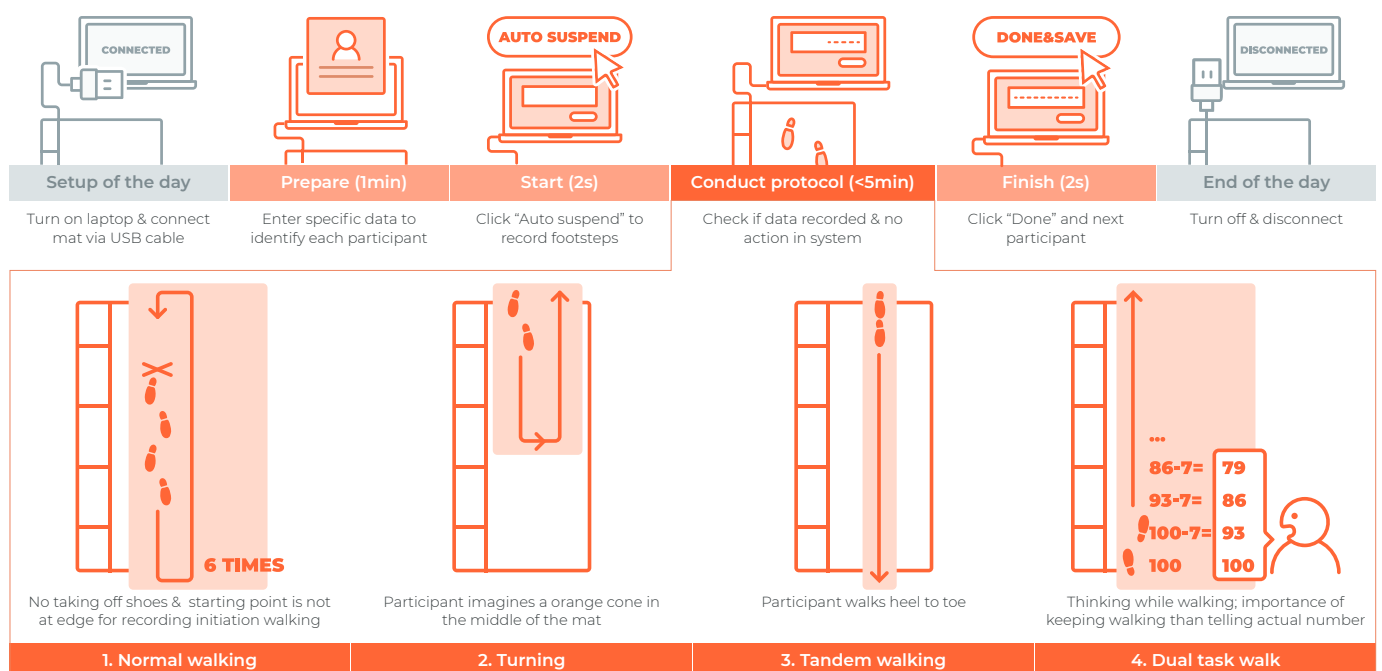 CONNECTED
AUTO SUSPEND
DONE&SAVE
DISCONNECTED
Setup of the day
Prepare (1min)
Start (2s)
Conduct protocol (<5min)
Finish (2s)
End of the day
Turn on laptop & connect
mat via USB cable
Enter specific data to
identify each participant
Click “Auto suspend” to
record footsteps
Check if data recorded & no
action in system
Click “Done” and next
participant
Turn off & disconnect
6 TIMES
...
86-7= 79
93-7= 86
100-7= 93
100 100
No taking off shoes & starting point is not
at edge for recording initiation walking
Participant imagines a orange cone in
the middle of the mat
Participant walks heel to toe
Thinking while walking; importance of
keeping walking than telling actual number
1. Normal walking
2. Turning
3. Tandem walking
4. Dual task walk